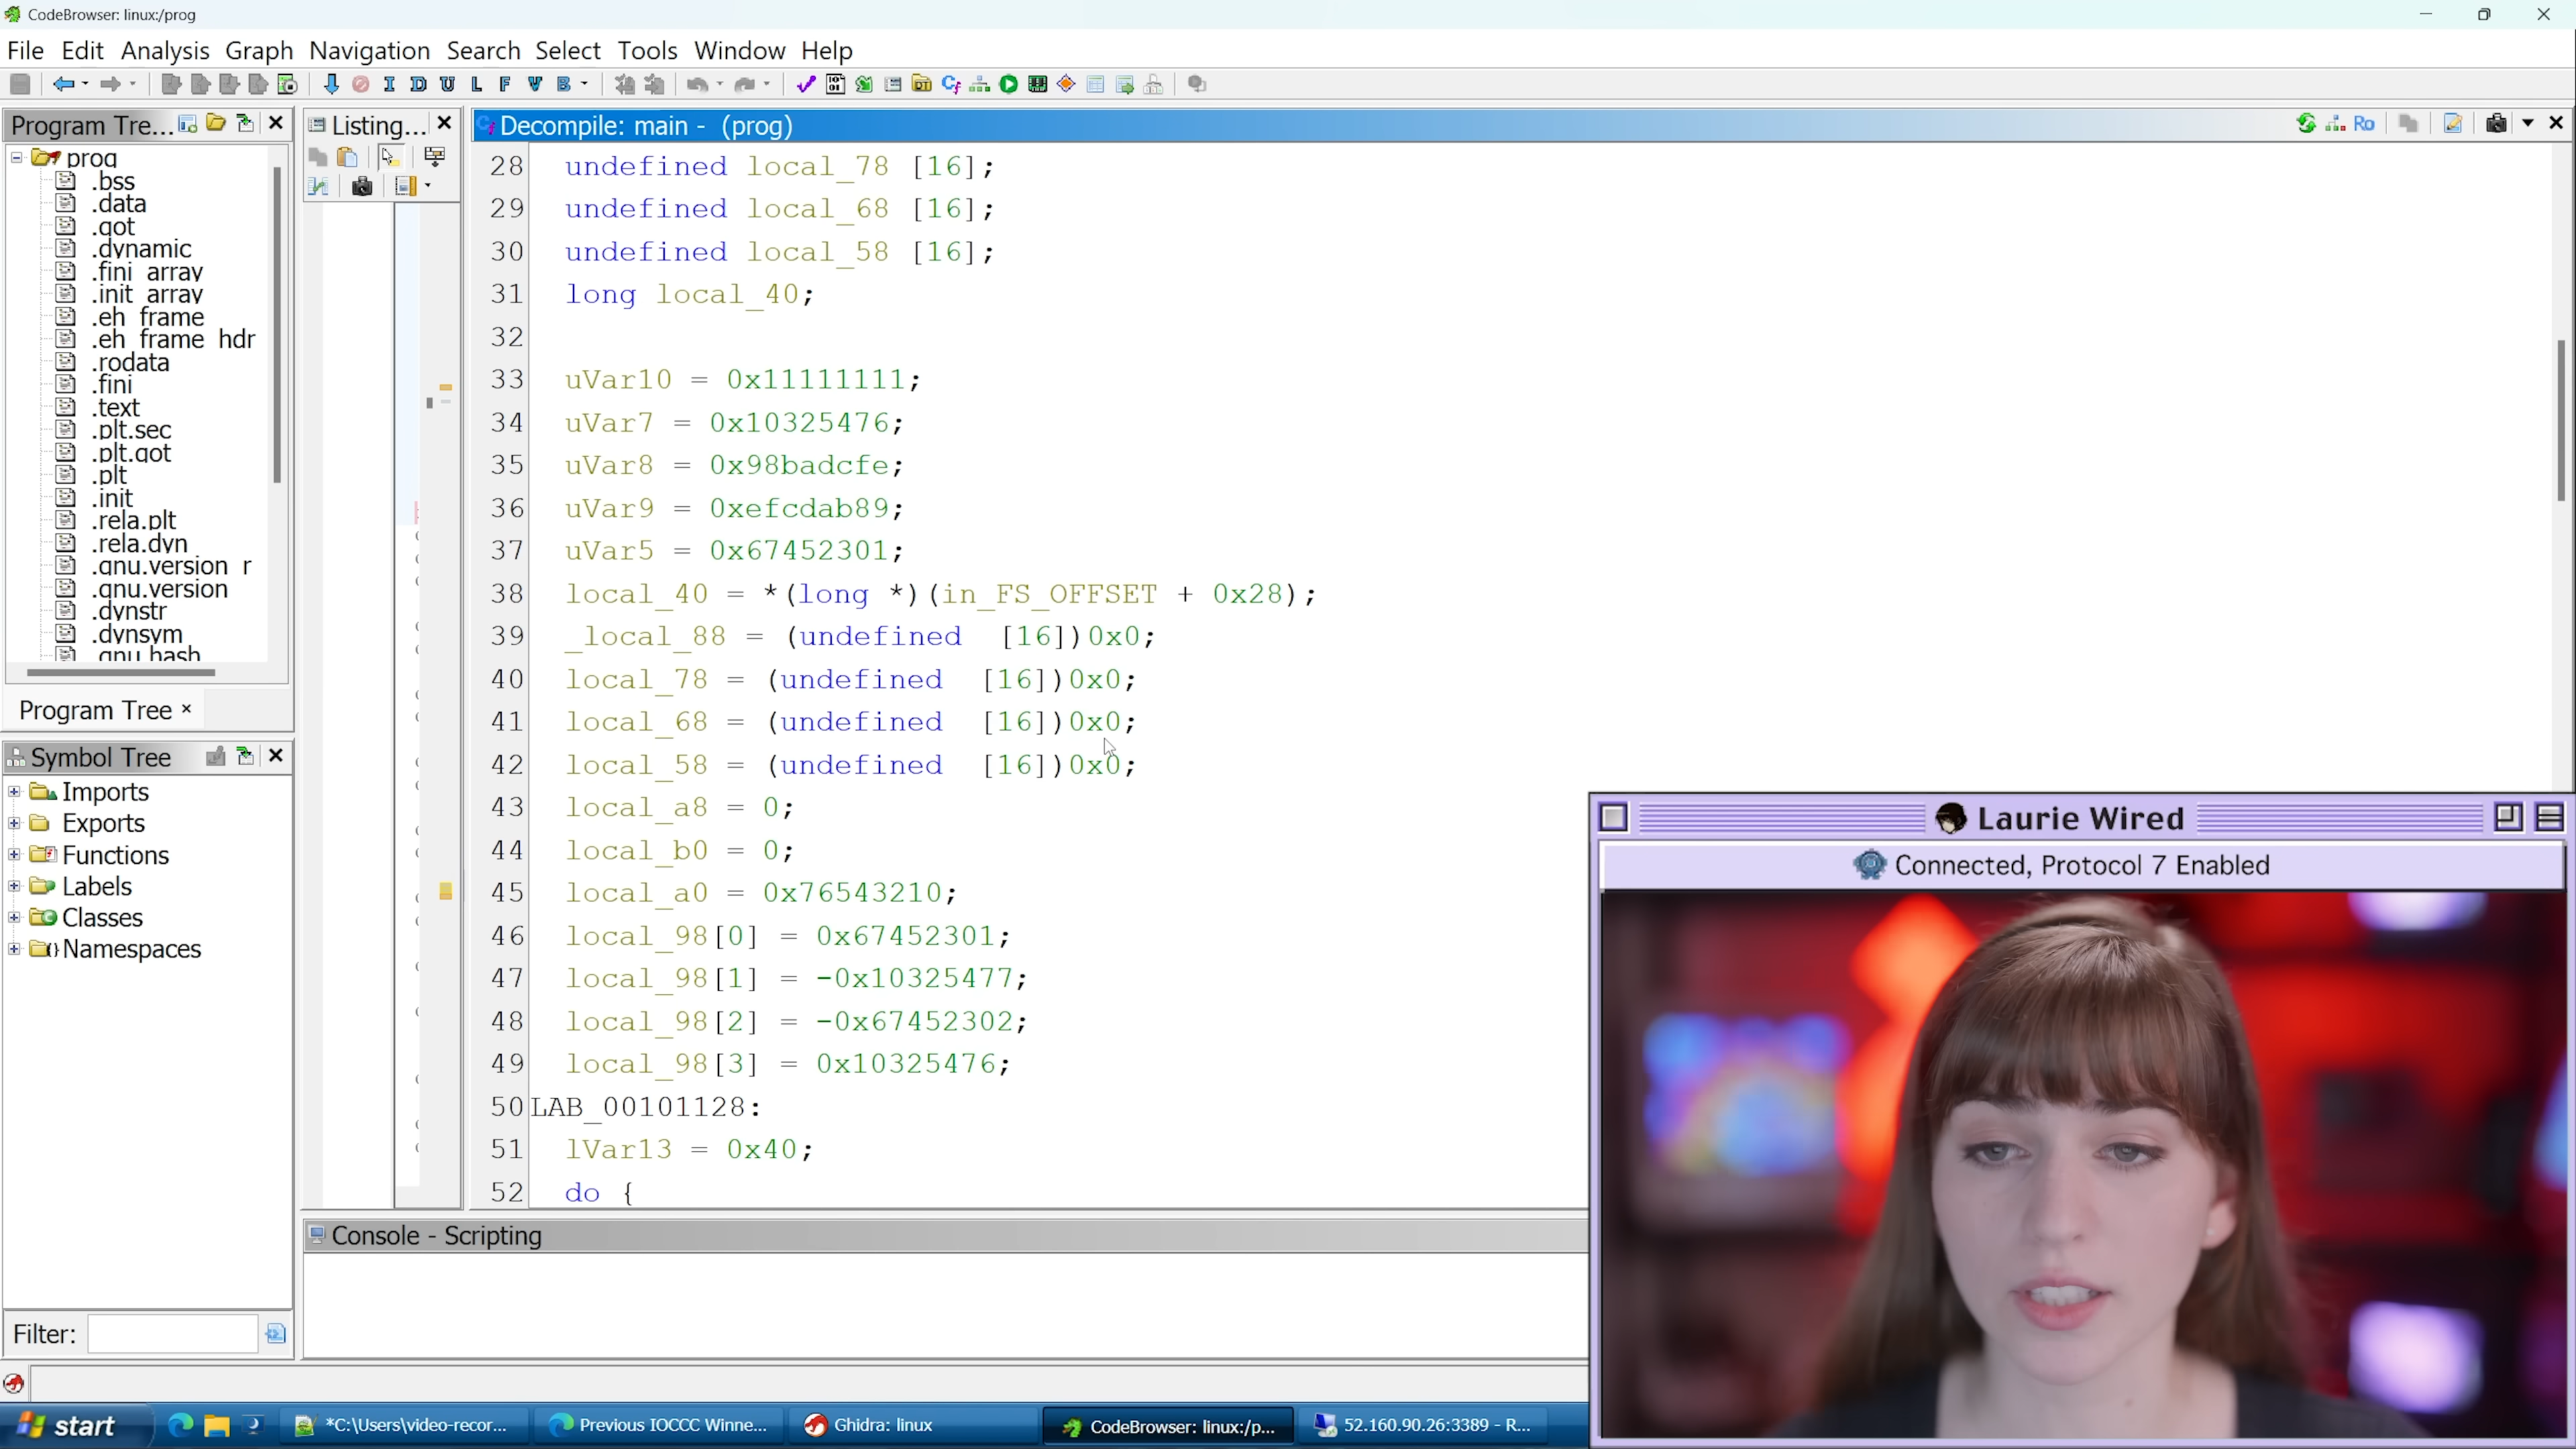 CodeBrowser: linux:/prog
File Edit Analysis Graph Navigation Search Select Tools Window Help
I D U L F V B
Program Tre...
prog
.bss
.data
.got
.dynamic
.fini_array
.init_array
.eh_frame
.eh_frame_hdr
.rodata
.fini
.text
.plt.sec
.plt.got
.plt
.init
.rela.plt
.rela.dyn
.gnu.version_r
.gnu.version
.dynstr
.dynsym
.gnu.hash
Program Tree ×
Symbol Tree
Imports
Exports
Functions
Labels
Classes
Namespaces
Filter:
Listing...
Decompile: main - (prog)
Ro
28 undefined local_78 [16];
29 undefined local_68 [16];
30 undefined local_58 [16];
31 long local_40;
32
33 uVar10 = 0x11111111;
34 uVar7 = 0x10325476;
35 uVar8 = 0x98badcfe;
36 uVar9 = 0xefcdab89;
37 uVar5 = 0x67452301;
38 local_40 = *(long *)(in_FS_OFFSET + 0x28);
39 _local_88 = (undefined [16])0x0;
40 local_78 = (undefined [16])0x0;
41 local_68 = (undefined [16])0x0;
42 local_58 = (undefined [16])0x0;
43 local_a8 = 0;
44 local_b0 = 0;
45 local_a0 = 0x76543210;
46 local_98[0] = 0x67452301;
47 local_98[1] = -0x10325477;
48 local_98[2] = -0x67452302;
49 local_98[3] = 0x10325476;
50 LAB_00101128:
51 lVar13 = 0x40;
52 do {
Console - Scripting
Laurie Wired
Connected, Protocol 7 Enabled
start
*C:\Users\video-recor...
Previous IOCCC Winne...
Ghidra: linux
CodeBrowser: linux:/p...
52.160.90.26:3389 - R...